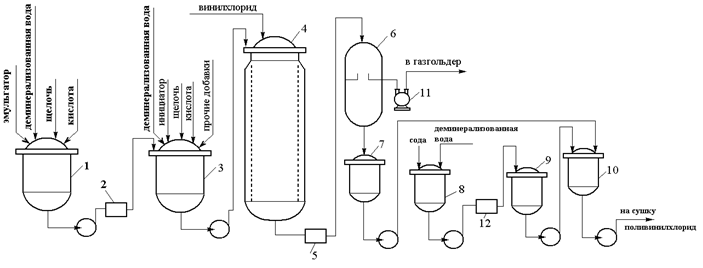 эмульгатор
деминерализованная вода
щелочь
кислота
1
2
деминерализованная вода
инициатор
щелочь
кислота
прочие добавки
3
винилхлорид
4
5
6
в газгольдер
11
7
сода
деминерализованная
вода
8
12
9
10
на сушку
поливинилхлорид